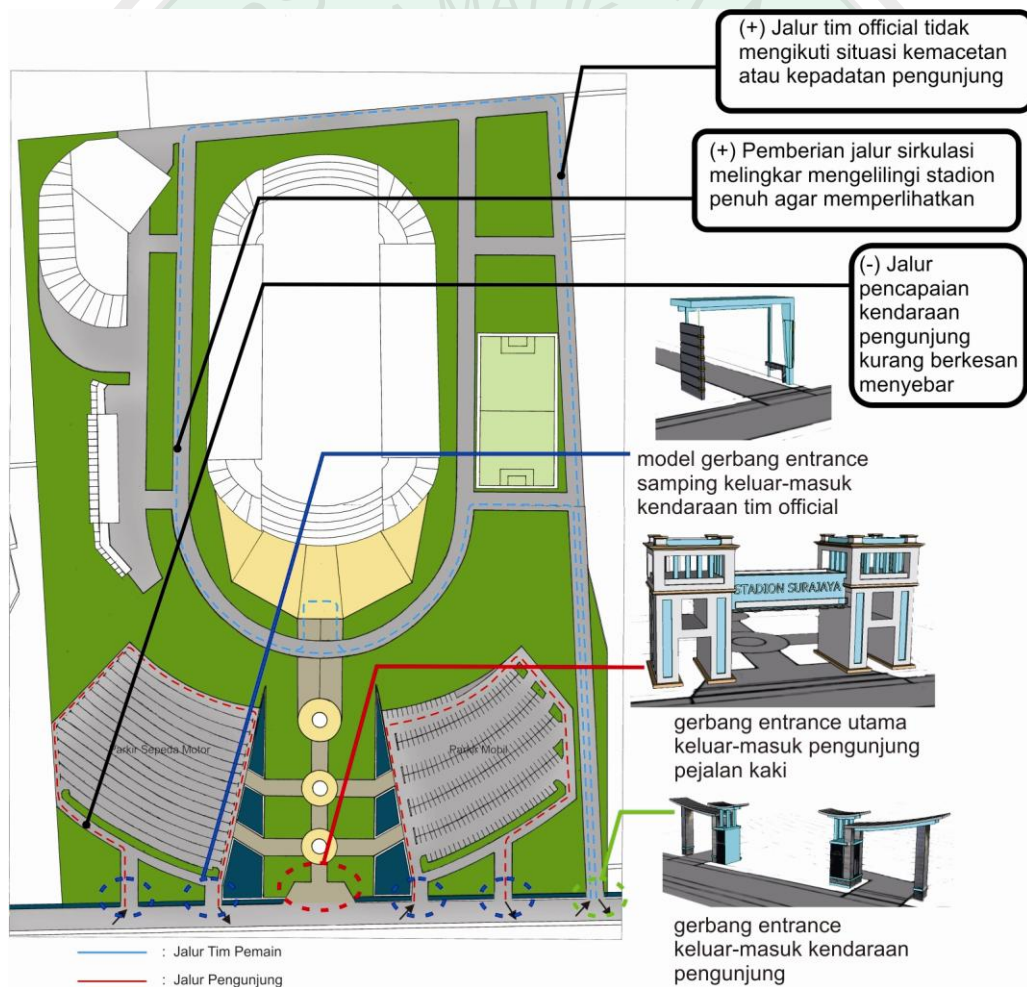 MALIK
(+) Jalur tim official tidak
mengikuti situasi kemacetan
atau kepadatan pengunjung
(+) Pemberian jalur sirkulasi
melingkar mengelilingi stadion
penuh agar memperlihatkan
(-) Jalur
pencapaian
kendaraan
pengunjung
kurang berkesan
menyebar
model gerbang entrance
samping keluar-masuk
kendaraan tim official
STADION SURAJAYA
gerbang entrance utama
keluar-masuk pengunjung
pejalan kaki
Parkir Sepeda Motor
Parkir Mobil
gerbang entrance
keluar-masuk kendaraan
pengunjung
: Jalur Tim Pemain
: Jalur Pengunjung